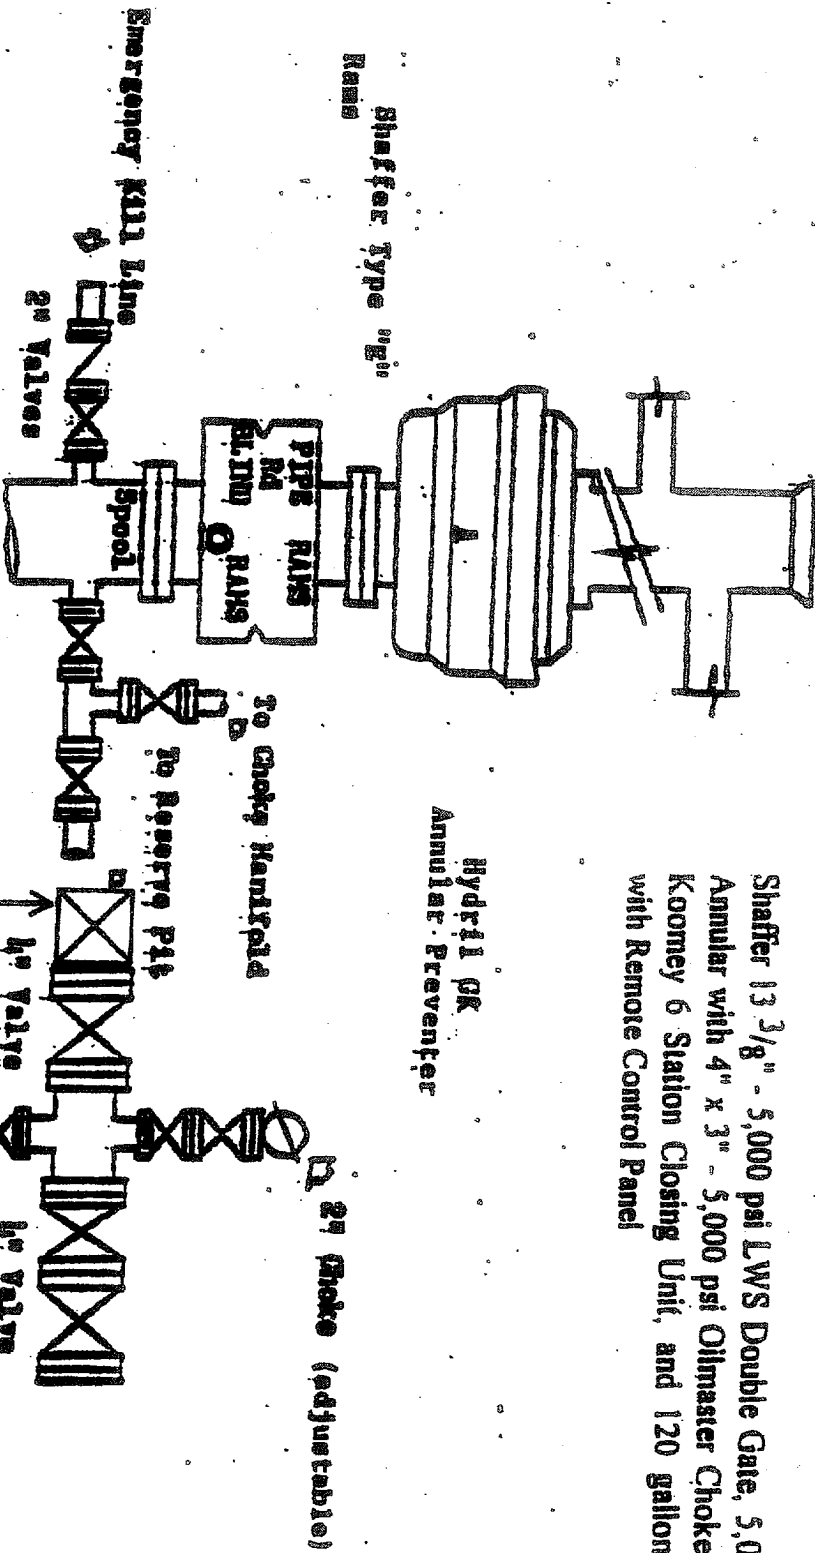 Shaffer 13 3/8" - 5,000 psi LWS Double Gate, 5,0
Annular with 4" x 3" - 5,000 psi Oilmaster Choke
Koomey 6 Station Closing Unit, and 120 gallon
with Remote Control Panel
Hydril GK
Annular Preventer
Shaffer Type "g"
Rams
PIPE RAMS
Rd
BLIND RAMS
Spool
Emergency Kill Line
2" Valves
To Choke Manifold
To Reserve Pit
4" Valve
2" Choke (adjustable)
4" Valve